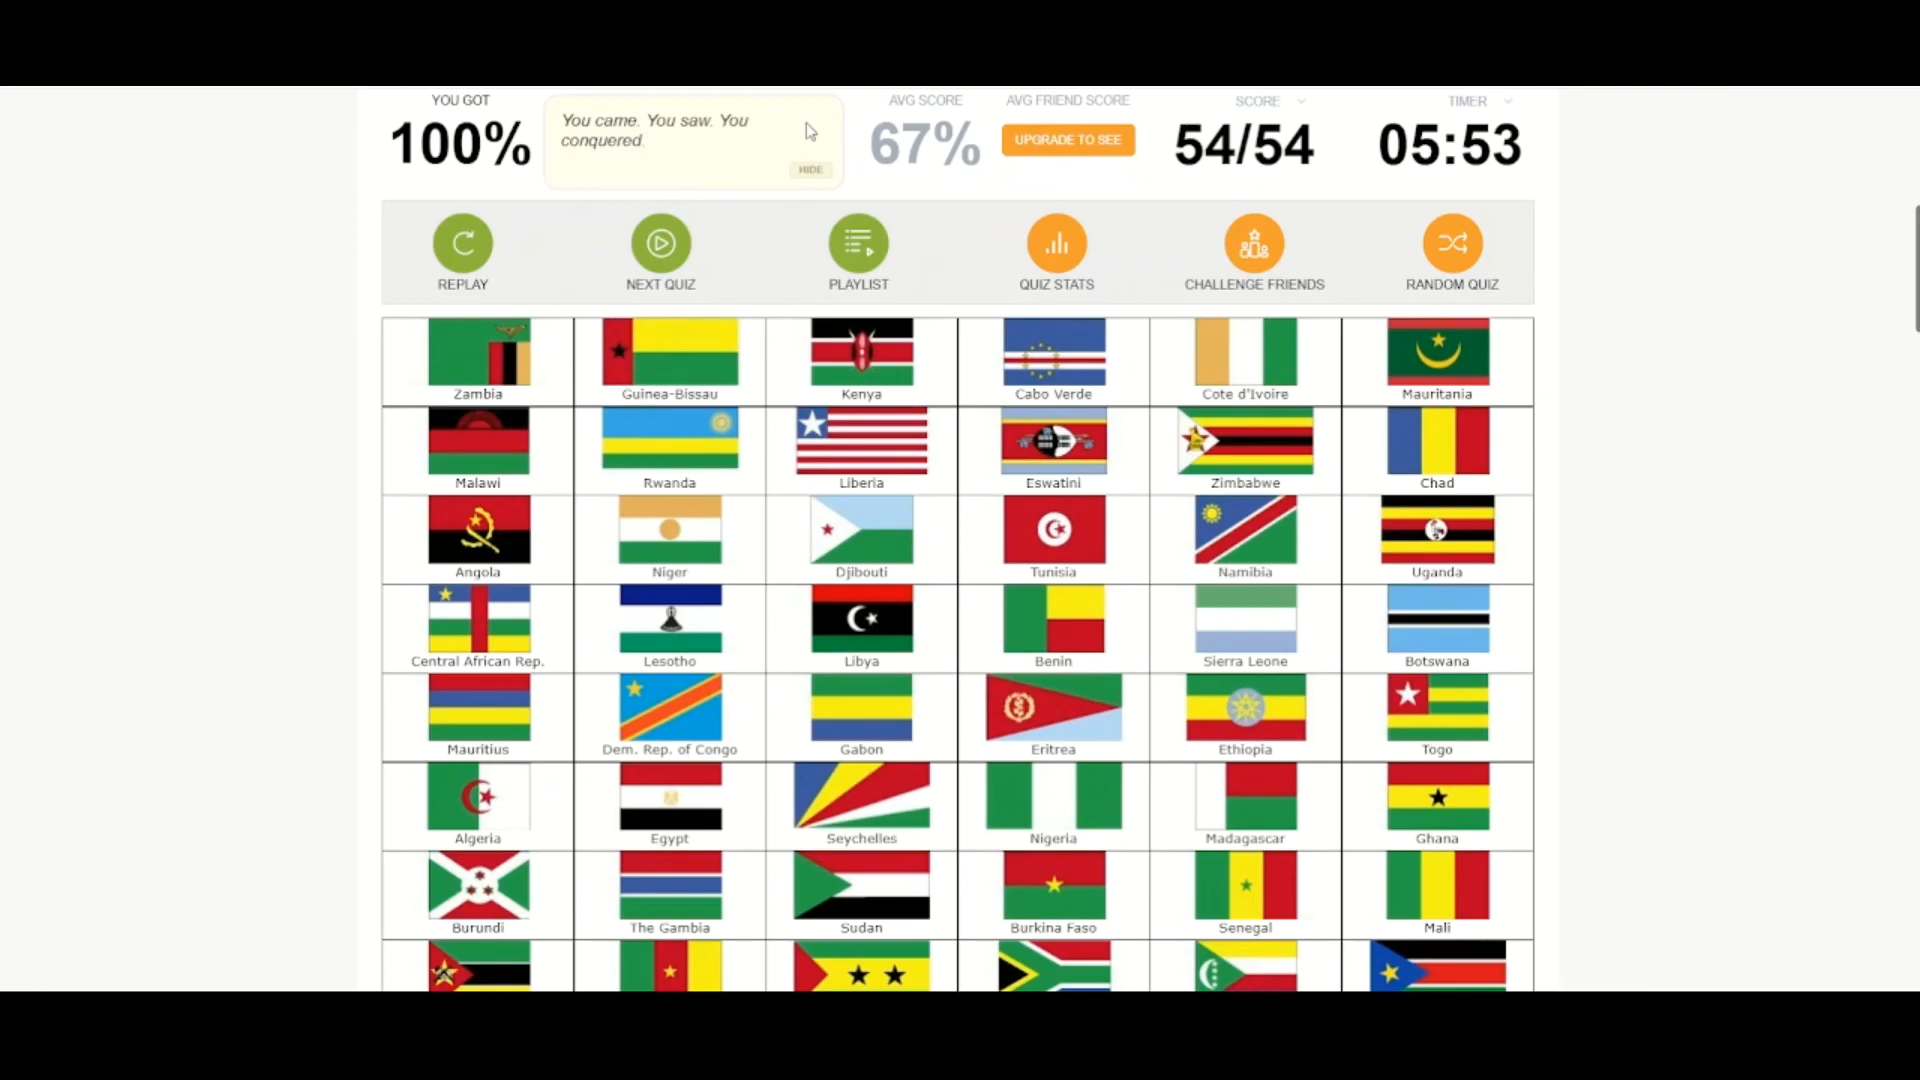 YOU GOT
100%
You came. You saw. You
conquered.
HIDE
AVG SCORE
67%
AVG FRIEND SCORE
UPGRADE TO SEE
SCORE
54/54
TIMER
05:53
REPLAY
NEXT QUIZ
PLAYLIST
QUIZ STATS
CHALLENGE FRIENDS
RANDOM QUIZ
Zambia
Guinea-Bissau
Kenya
Cabo Verde
Cote d'Ivoire
Mauritania
Malawi
Rwanda
Liberia
Eswatini
Zimbabwe
Chad
Angola
Niger
Djibouti
Tunisia
Namibia
Uganda
Central African Rep.
Lesotho
Libya
Benin
Sierra Leone
Botswana
Mauritius
Dem. Rep. of Congo
Gabon
Eritrea
Ethiopia
Togo
Algeria
Egypt
Seychelles
Nigeria
Madagascar
Ghana
Burundi
The Gambia
Sudan
Burkina Faso
Senegal
Mali